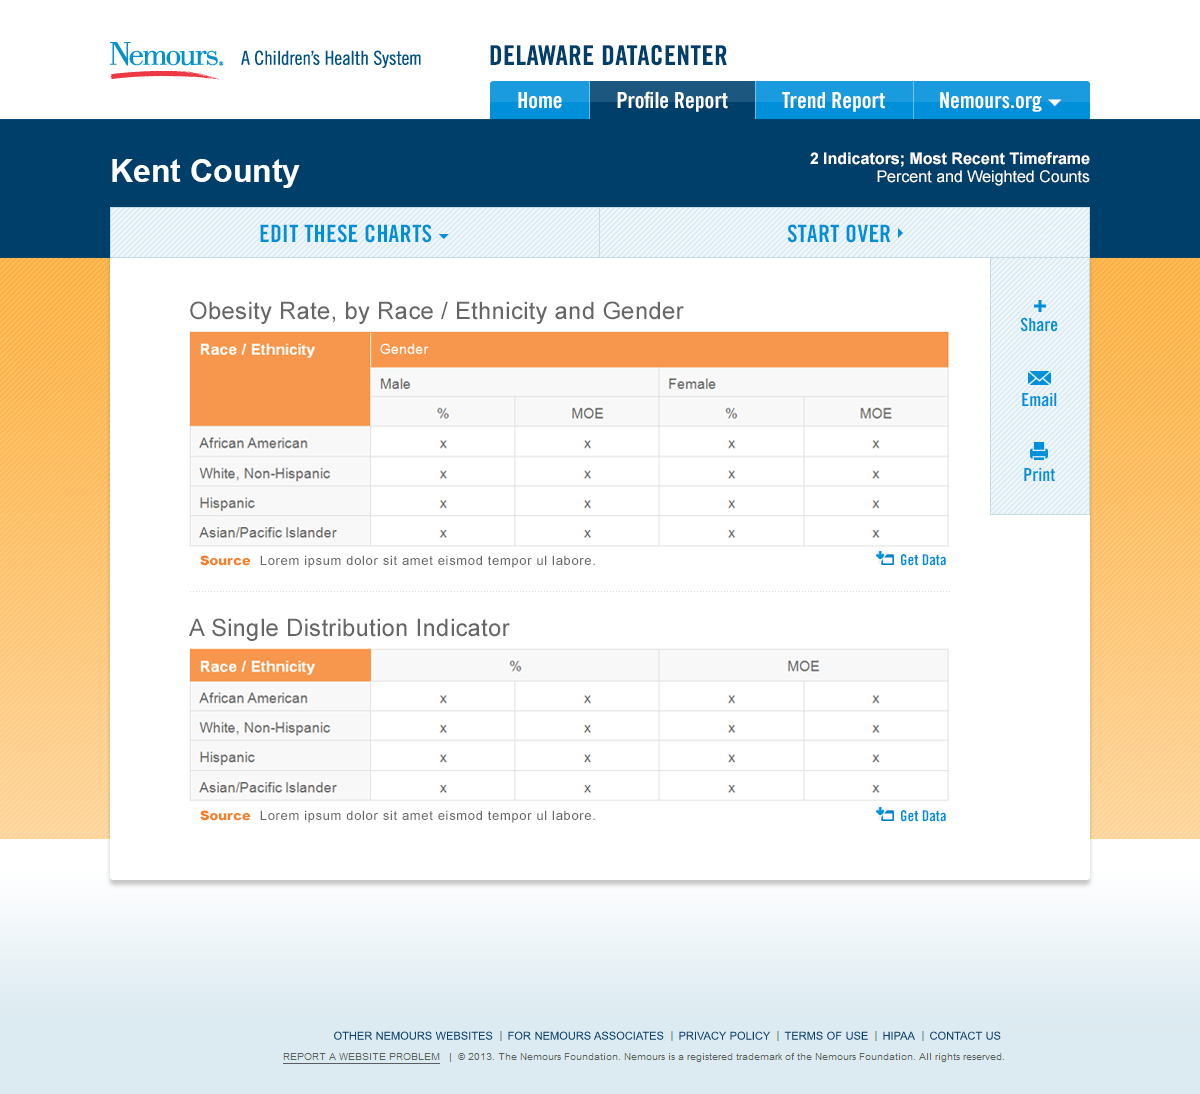 Nemours. A Children's Health System
DELAWARE DATACENTER
Home Profile Report Trend Report Nemours.org
Kent County
2 Indicators; Most Recent Timeframe
Percent and Weighted Counts
EDIT THESE CHARTS START OVER
Share
Email
Print
Obesity Rate, by Race / Ethnicity and Gender
Race / Ethnicity Gender
Male Female
% MOE % MOE
African American x x x x
White, Non-Hispanic x x x x
Hispanic x x x x
Asian/Pacific Islander x x x x
Source Lorem ipsum dolor sit amet eismod tempor ul labore. Get Data
A Single Distribution Indicator
Race / Ethnicity % MOE
African American x x x x
White, Non-Hispanic x x x x
Hispanic x x x x
Asian/Pacific Islander x x x x
Source Lorem ipsum dolor sit amet eismod tempor ul labore. Get Data
OTHER NEMOURS WEBSITES | FOR NEMOURS ASSOCIATES | PRIVACY POLICY | TERMS OF USE | HIPAA | CONTACT US
REPORT A WEBSITE PROBLEM | © 2013. The Nemours Foundation. Nemours is a registered trademark of the Nemours Foundation. All rights reserved.